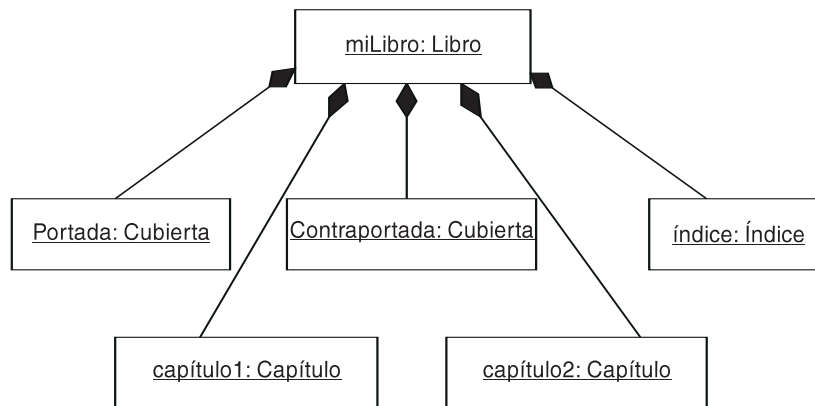 miLibro: Libro
Portada: Cubierta
Contraportada: Cubierta
índice: Índice
capítulo1: Capítulo
capítulo2: Capítulo